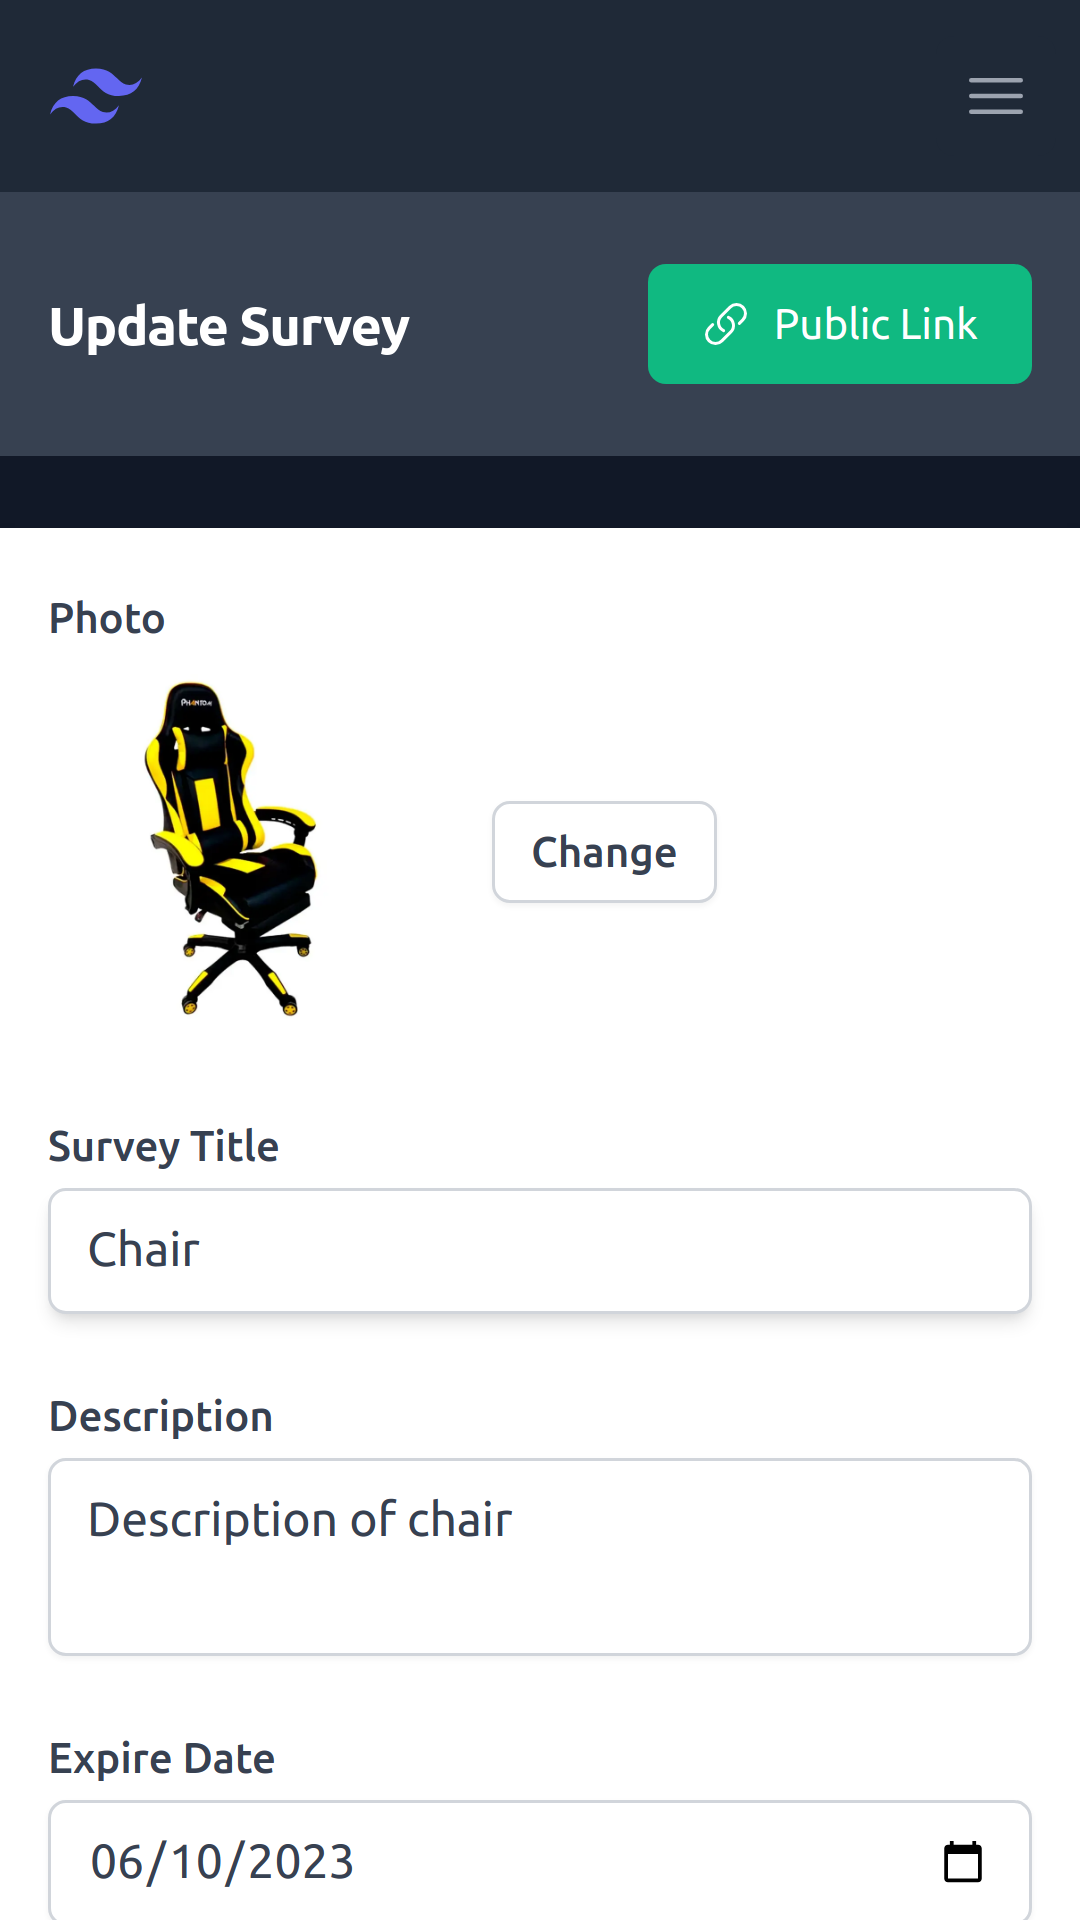 Update Survey
Public Link
Photo
PHANTOM
Change
Survey Title
Chair
Description
Description of chair
Expire Date
06/10/2023